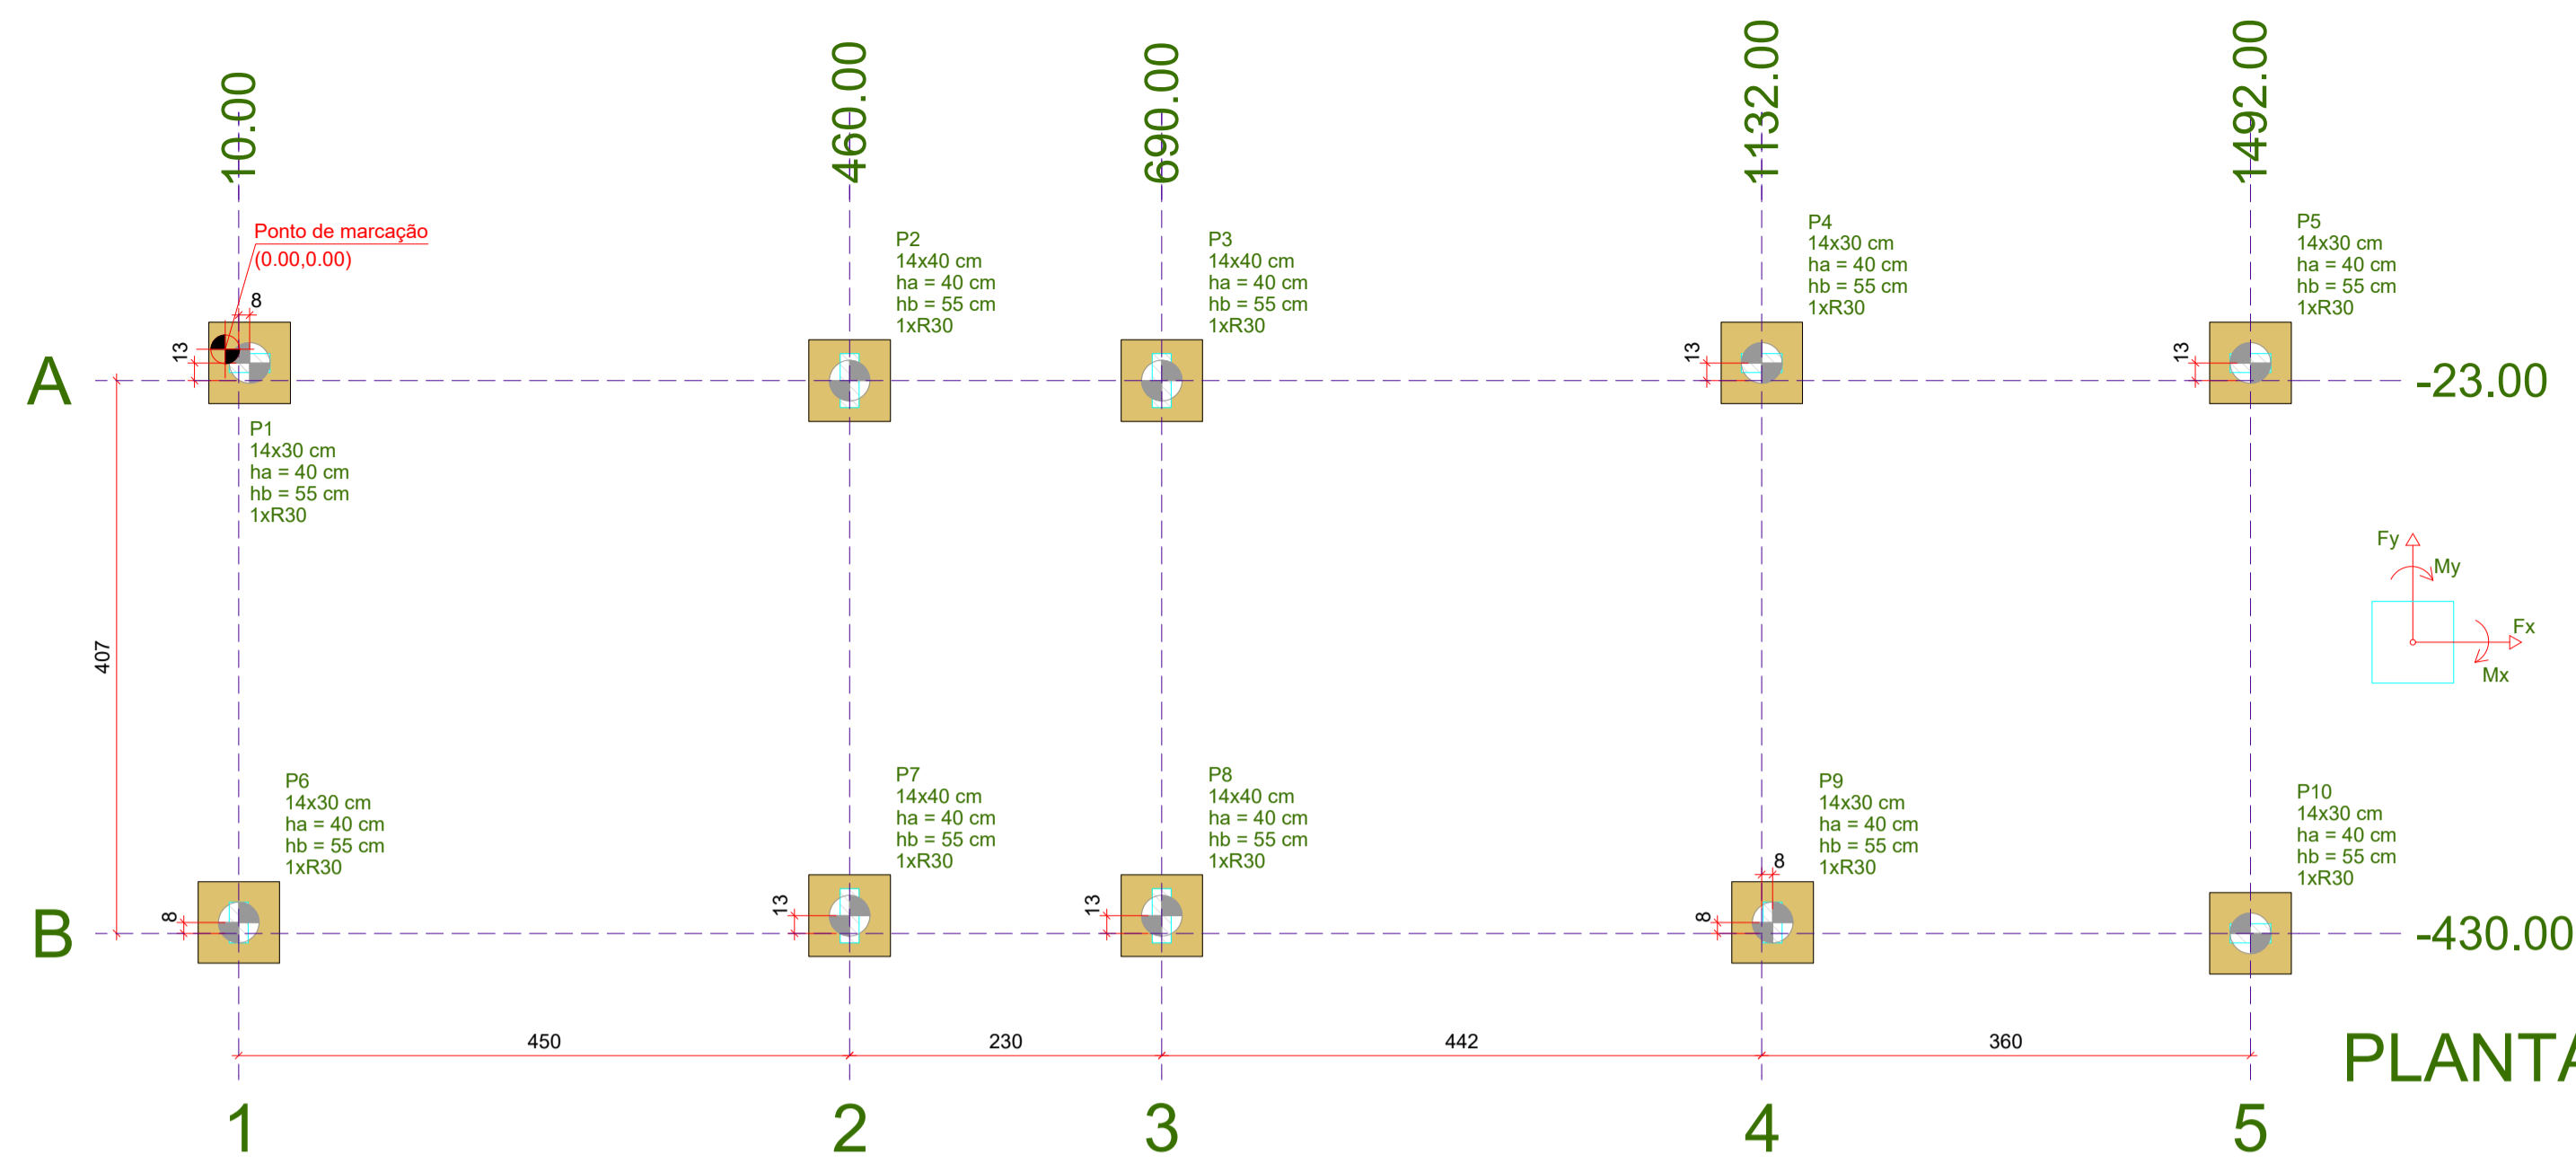 10.00
460.00
690.00
1132.00
1492.00
Ponto de marcação
(0.00,0.00)
8
13
P2
14x40 cm
ha = 40 cm
hb = 55 cm
1xR30
P3
14x40 cm
ha = 40 cm
hb = 55 cm
1xR30
P4
14x30 cm
ha = 40 cm
hb = 55 cm
1xR30
13
P5
14x30 cm
ha = 40 cm
hb = 55 cm
1xR30
13
A
-23.00
P1
14x30 cm
ha = 40 cm
hb = 55 cm
1xR30
407
Fy
My
Fx
Mx
P6
14x30 cm
ha = 40 cm
hb = 55 cm
1xR30
8
P7
14x40 cm
ha = 40 cm
hb = 55 cm
1xR30
13
P8
14x40 cm
ha = 40 cm
hb = 55 cm
1xR30
13
P9
14x30 cm
ha = 40 cm
hb = 55 cm
1xR30
8
8
P10
14x30 cm
ha = 40 cm
hb = 55 cm
1xR30
B
-430.00
450
230
442
360
PLANTA
1
2
3
4
5